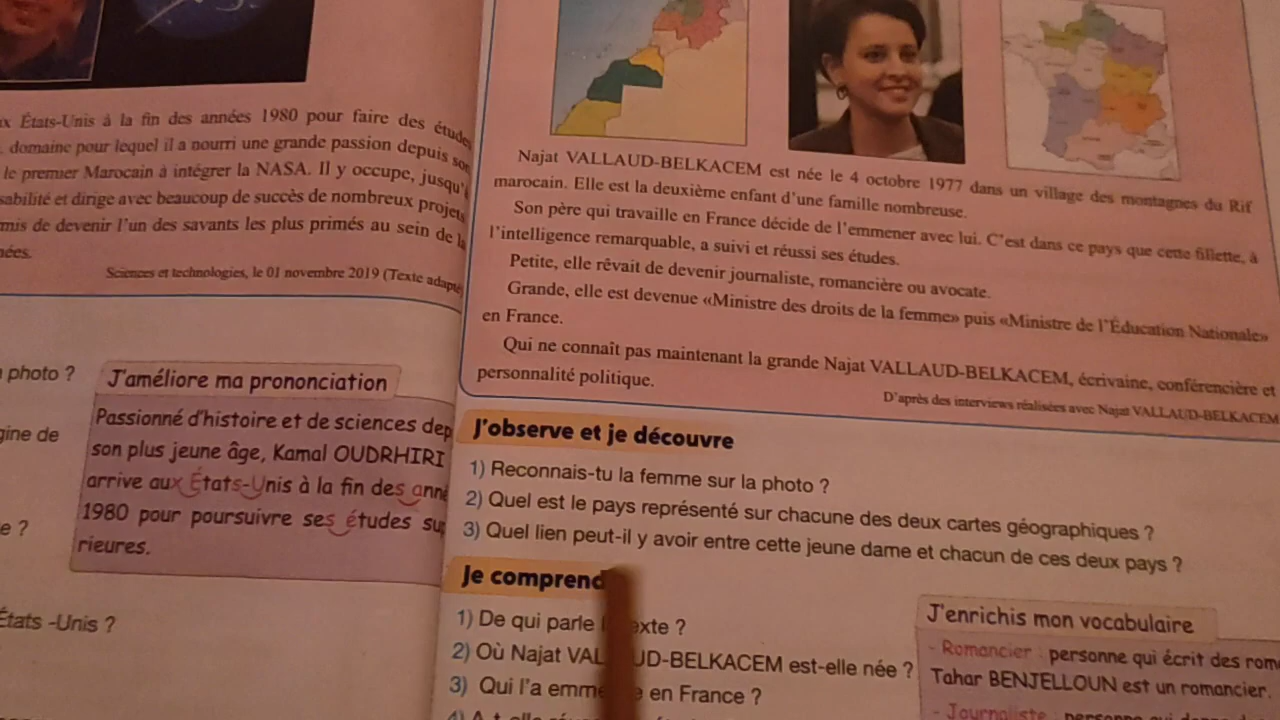 ux États-Unis à la fin des années 1980 pour faire des étude
domaine pour lequel il a nourri une grande passion depuis son
le premier Marocain à intégrer la NASA. Il y occupe, jusqu'à
sabilité et dirige avec beaucoup de succès de nombreux projets
mis de devenir l'un des savants les plus primés au sein de la
nées.
Sciences et technologies, le 01 novembre 2019 (Texte adapté
photo ?
gine de
e ?
États -Unis ?
J'améliore ma prononciation
Passionné d'histoire et de sciences dep
son plus jeune âge, Kamal OUDRHIRI
arrive aux États-Unis à la fin des anné
1980 pour poursuivre ses études su
rieures.
Najat VALLAUD-BELKACEM est née le 4 octobre 1977 dans un village des montagnes du Rif
marocain. Elle est la deuxième enfant d'une famille nombreuse.
Son père qui travaille en France décide de l'emmener avec lui. C'est dans ce pays que cette fillette, à
l'intelligence remarquable, a suivi et réussi ses études.
Petite, elle rêvait de devenir journaliste, romancière ou avocate.
Grande, elle est devenue «Ministre des droits de la femme» puis «Ministre de l'Éducation Nationale»
en France.
Qui ne connaît pas maintenant la grande Najat VALLAUD-BELKACEM, écrivaine, conférencière et
personnalité politique.
D'après des interviews réalisées avec Najat VALLAUD-BELKACEM
J'observe et je découvre
1) Reconnais-tu la femme sur la photo ?
2) Quel est le pays représenté sur chacune des deux cartes géographiques ?
3) Quel lien peut-il y avoir entre cette jeune dame et chacun de ces deux pays ?
Je comprend
1) De qui parle exte ?
2) Où Najat VAL UD-BELKACEM est-elle née ?
3) Qui l'a emme e en France ?
J'enrichis mon vocabulaire
- Romancier : personne qui écrit des rom
Tahar BENJELLOUN est un romancier.
- Journaliste : personne qui